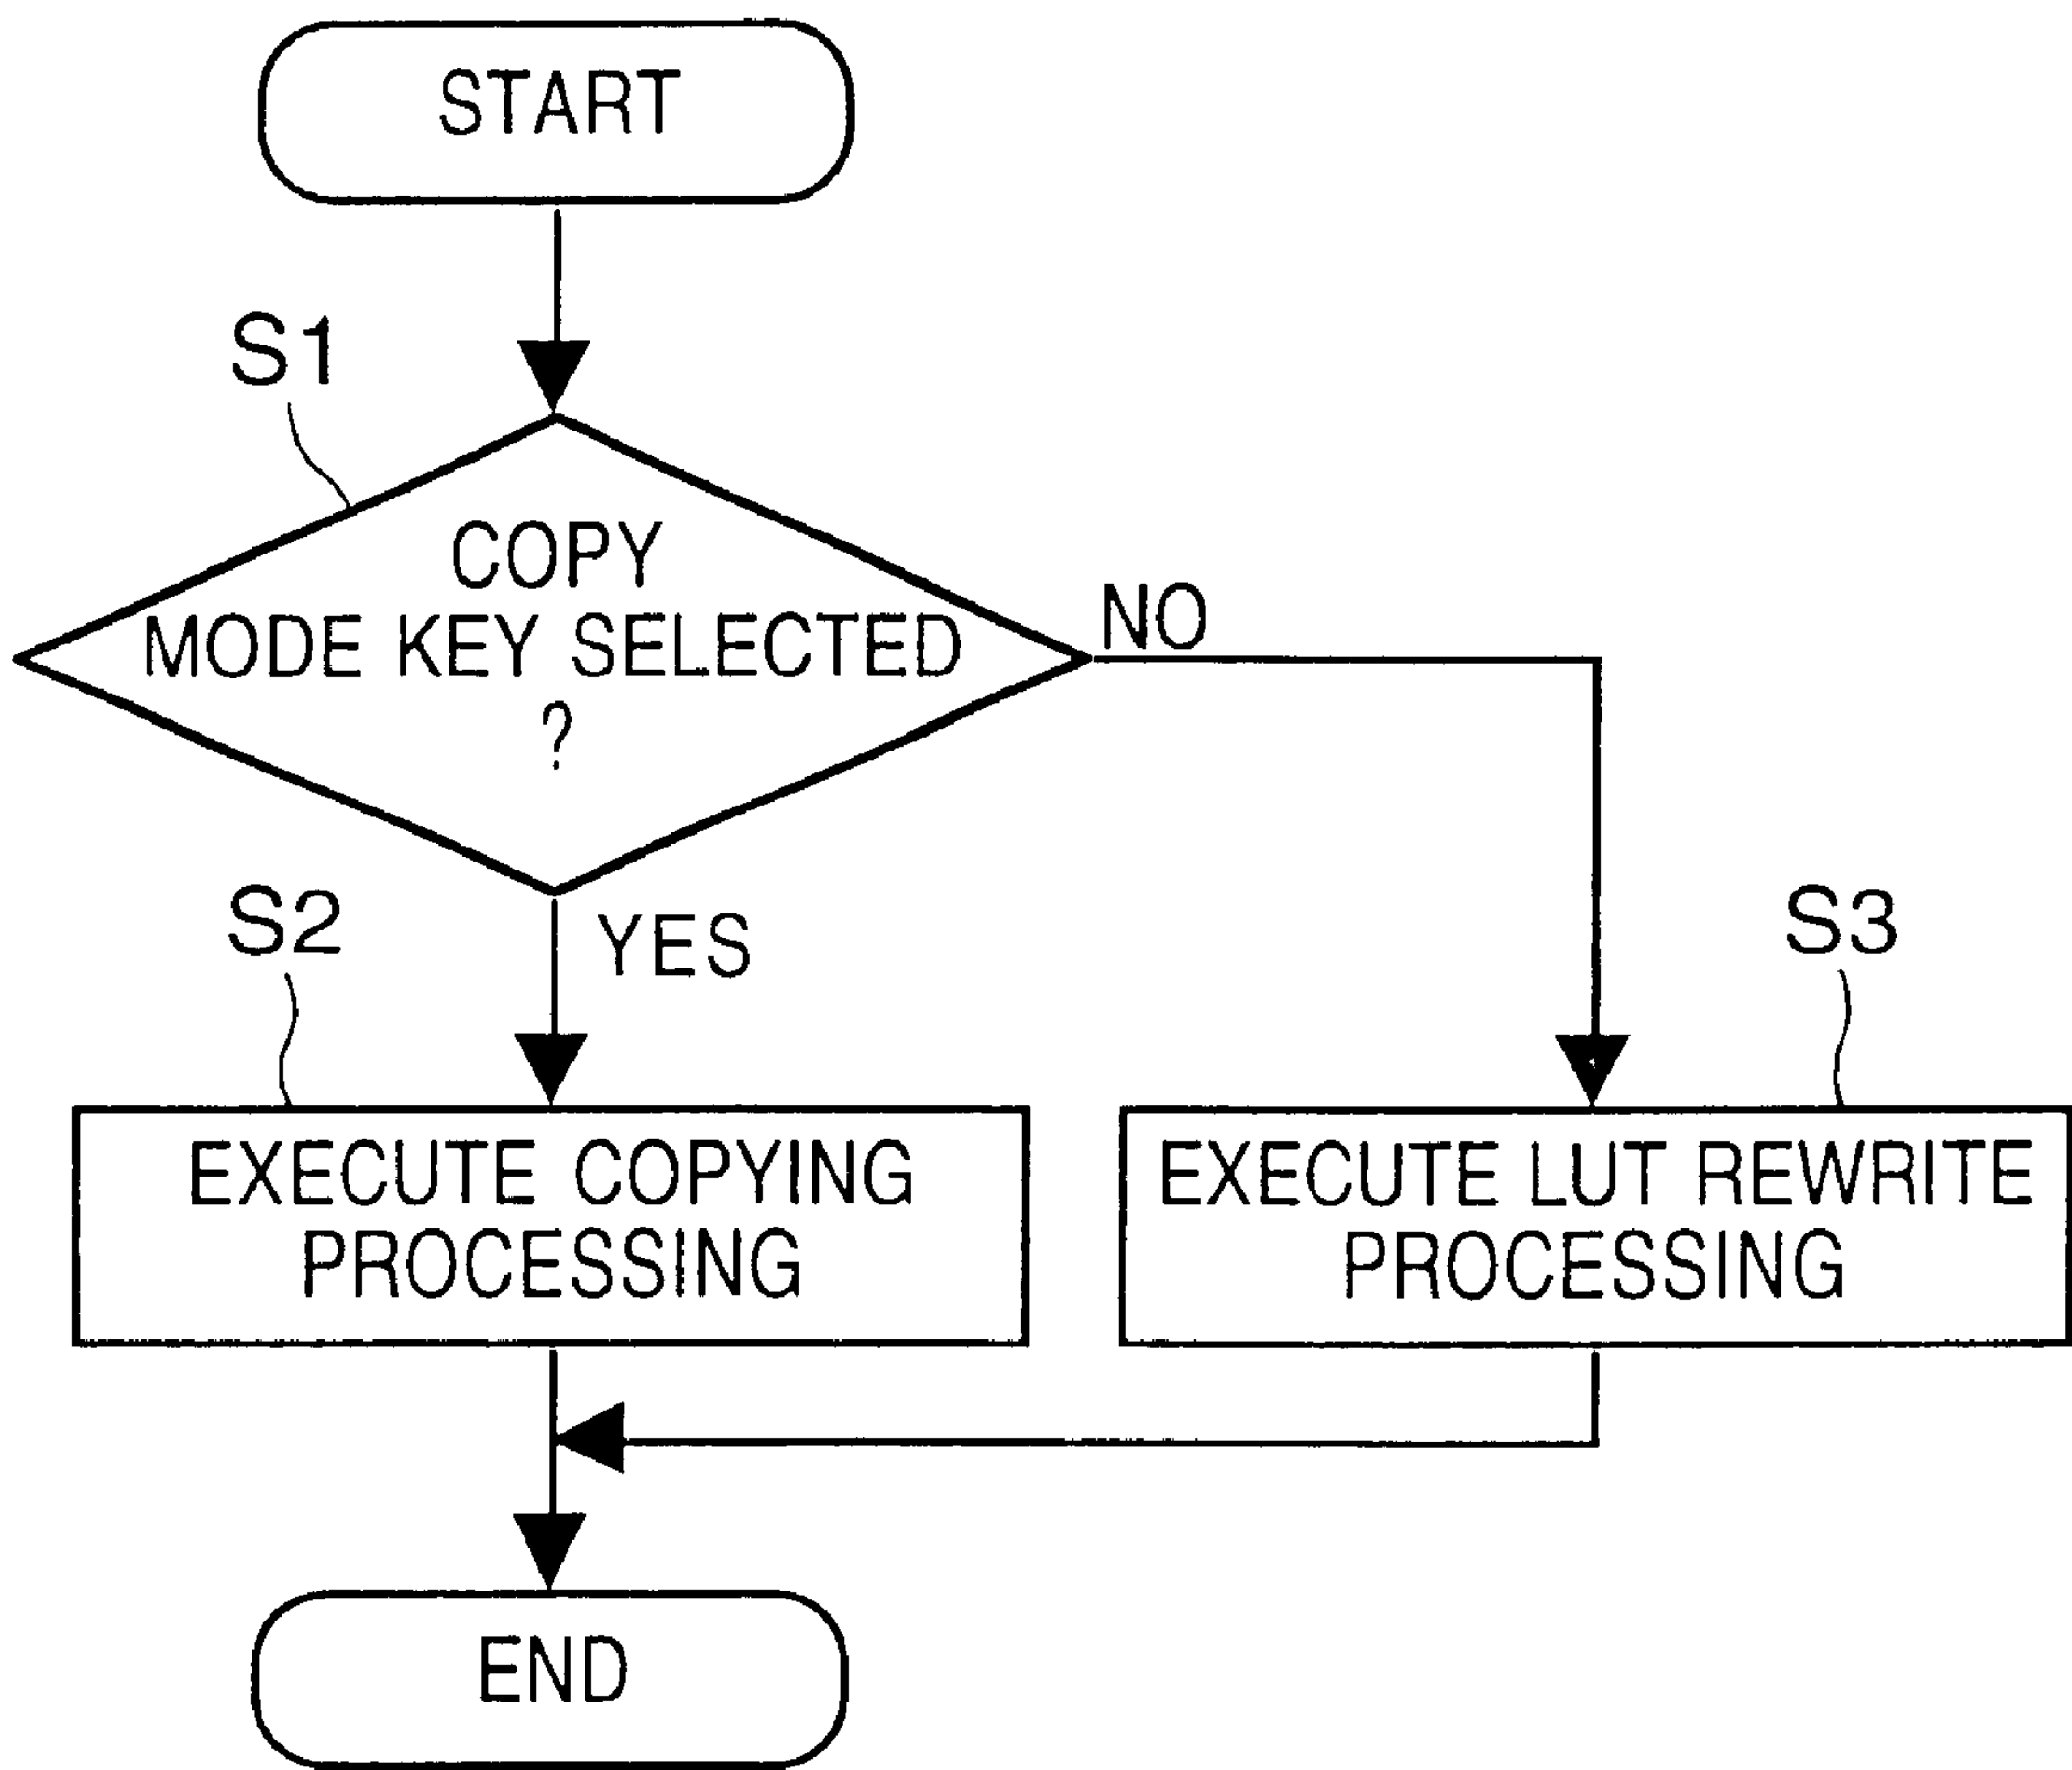 START
S1
COPY
MODE KEY SELECTED
?
NO
YES
S2
S3
EXECUTE COPYING
PROCESSING
EXECUTE LUT REWRITE
PROCESSING
END